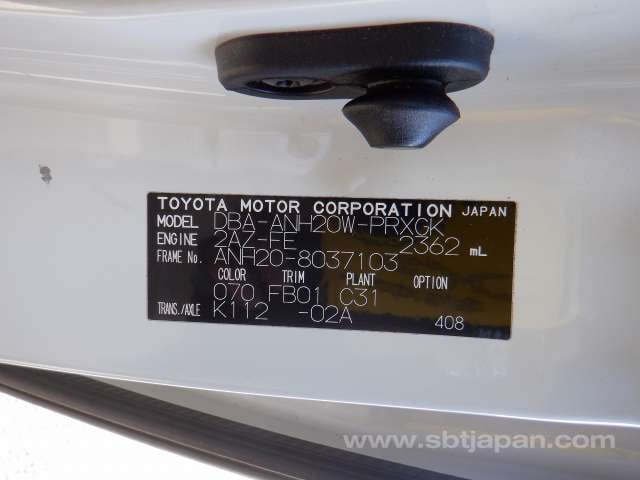 TOYOTA MOTOR CORPORATION JAPAN
MODEL DBA-ANH20W-PRXGK
ENGINE 2AZ-FE 2362 mL
FRAME No. ANH20-8037103
COLOR TRIM PLANT OPTION
070 FB01 C31
TRANS./AXLE K112 -02A 408
www.sbtjapan.com